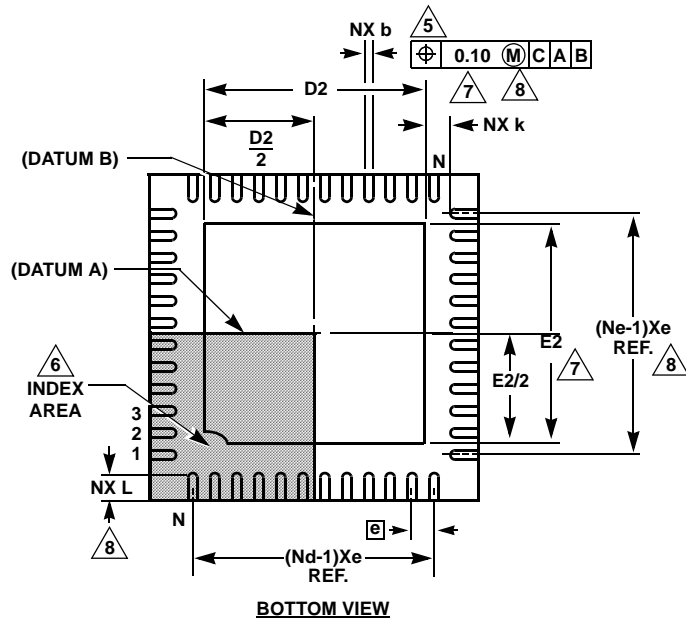 5
NX b
⌖ 0.10 Ⓜ C A B
7 8
D2
D2
2
NX k
(DATUM B)
N
(DATUM A)
6
INDEX
AREA
3
2
1
E2/2
E2
7
(Ne-1)Xe
REF.
8
NX L
8
N
e
(Nd-1)Xe
REF.
BOTTOM VIEW